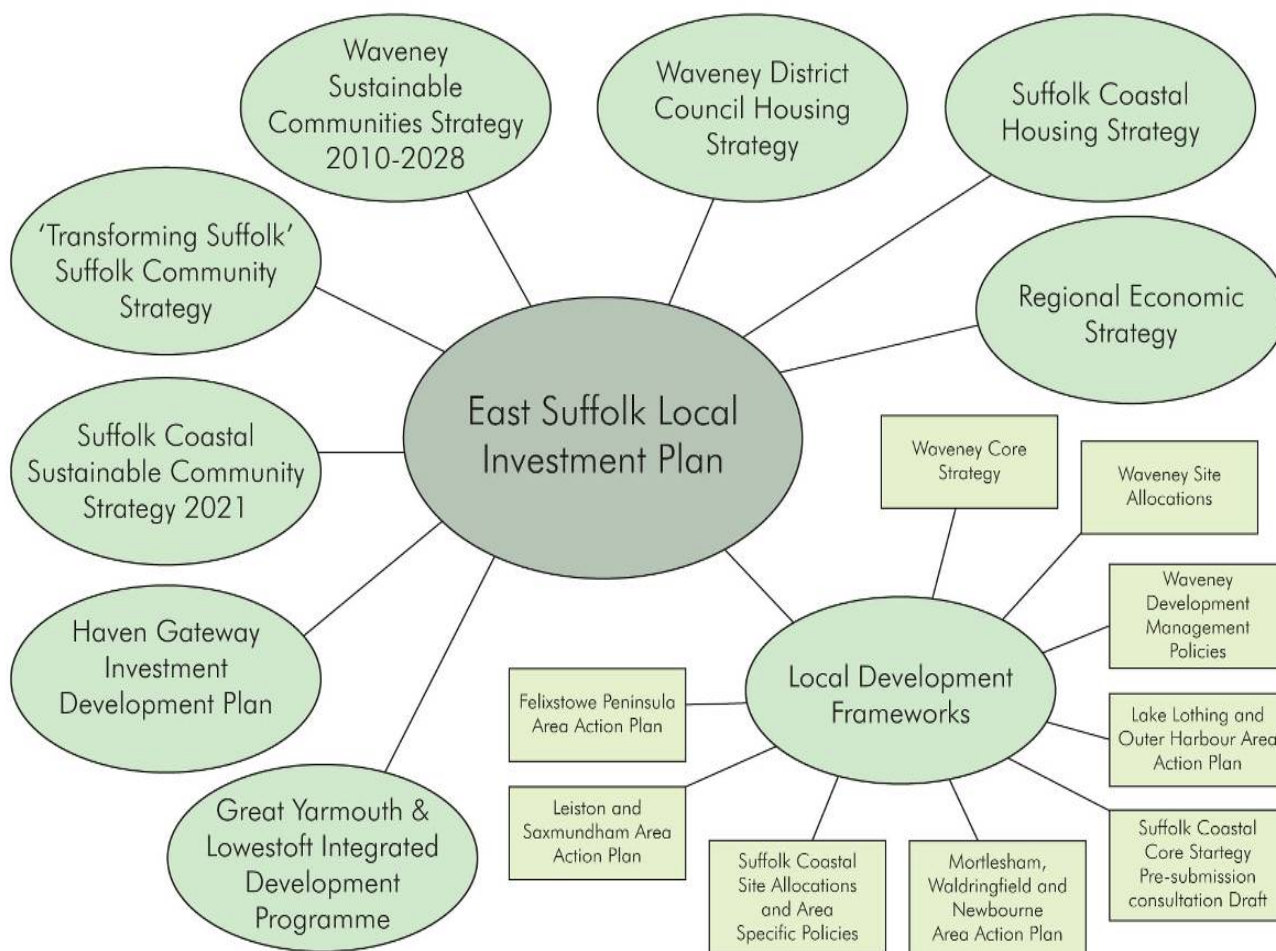 Waveney
Sustainable
Communities Strategy
2010-2028
Waveney District
Council Housing
Strategy
Suffolk Coastal
Housing Strategy
'Transforming Suffolk'
Suffolk Community
Strategy
Regional Economic
Strategy
East Suffolk Local
Investment Plan
Suffolk Coastal
Sustainable Community
Strategy 2021
Waveney Core
Strategy
Waveney Site
Allocations
Waveney
Development
Management
Policies
Haven Gateway
Investment
Development Plan
Local Development
Frameworks
Felixstowe Peninsula
Area Action Plan
Lake Lothing and
Outer Harbour Area
Action Plan
Great Yarmouth &
Lowestoft Integrated
Development
Programme
Leiston and
Saxmundham Area
Action Plan
Suffolk Coastal
Site Allocations
and Area
Specific Policies
Mortlesham,
Waldringfield and
Newbourne
Area Action Plan
Suffolk Coastal
Core Startegy
Pre-submission
consultation Draft